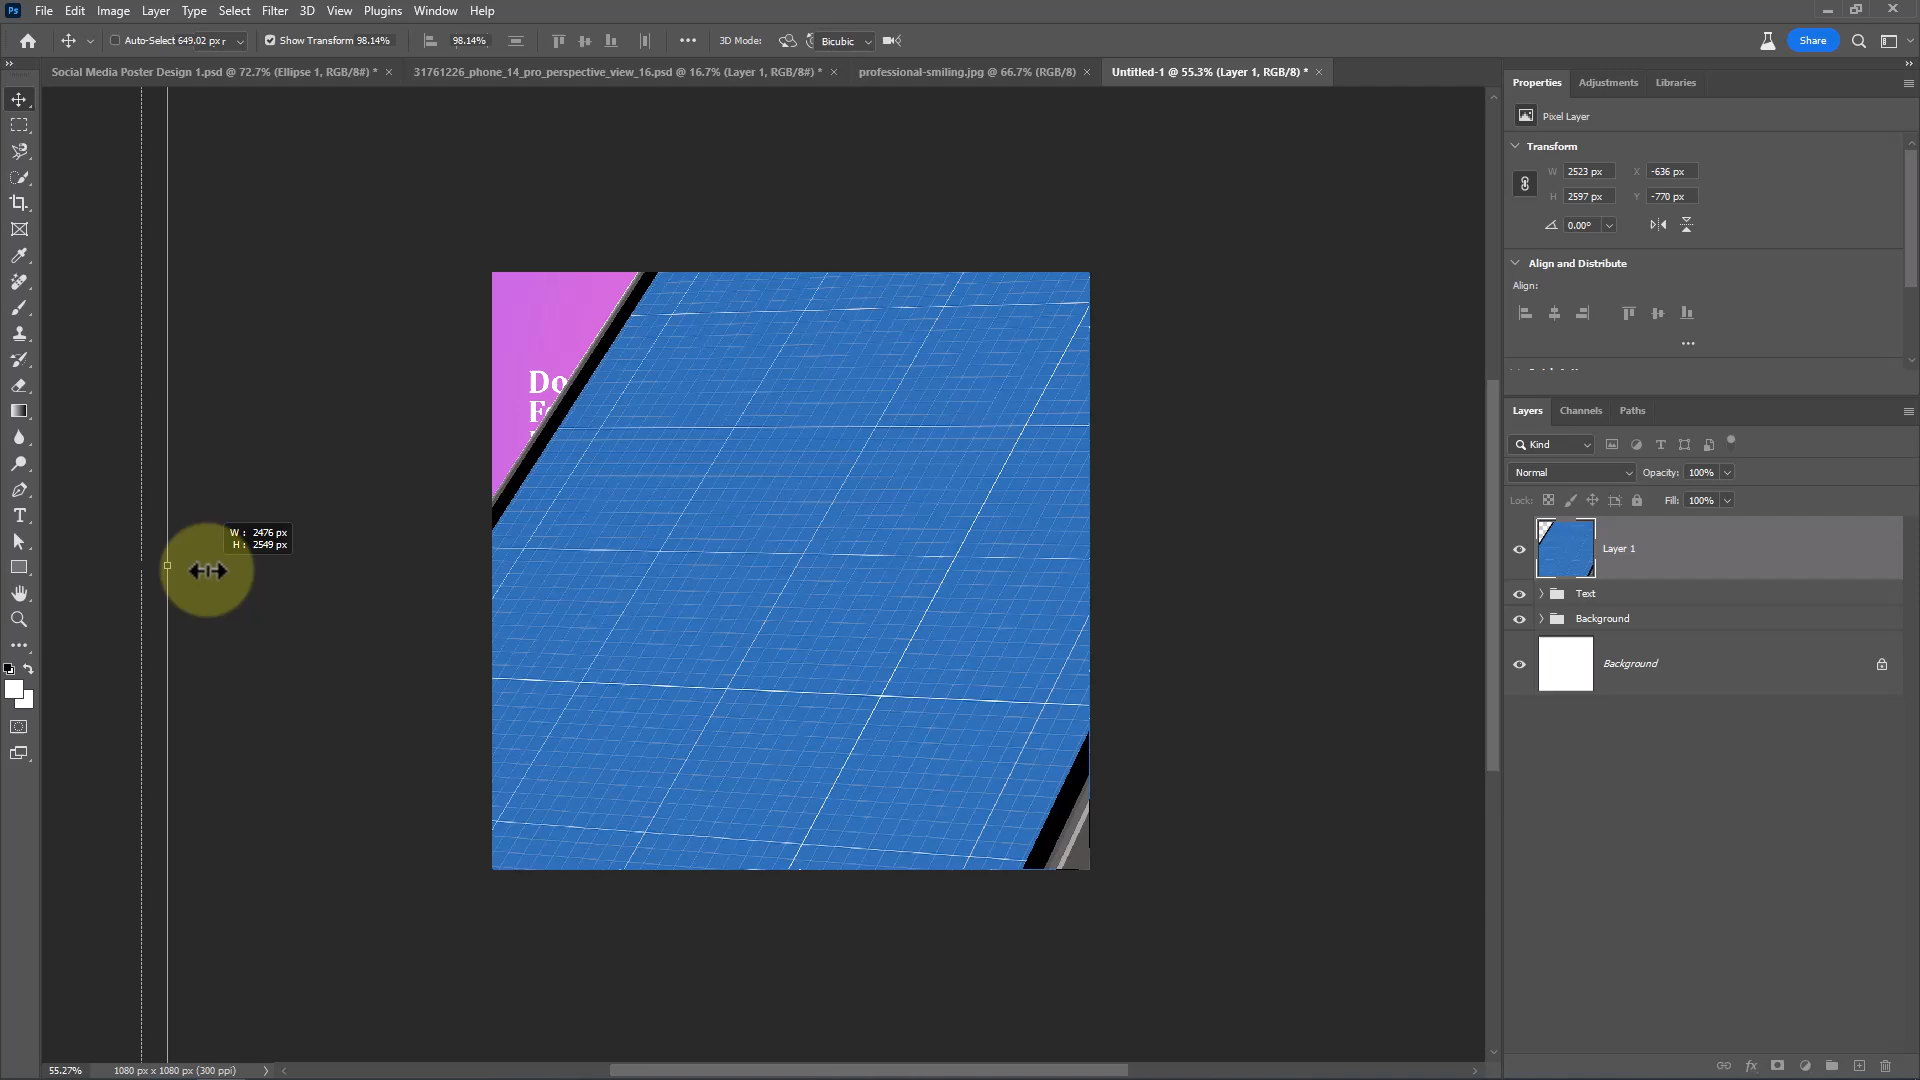 Ps File Edit Image Layer Type Select Filter 3D View Plugins Window Help
Auto-Select 649.02 px Show Transform 98.14% 98.14% 3D Mode: Bicubic Share
Social Media Poster Design 1.psd @ 72.7% (Ellipse 1, RGB/8#) * × 31761226_phone_14_pro_perspective_view_16.psd @ 16.7% (Layer 1, RGB/8#) * × professional-smiling.jpg @ 66.7% (RGB/8) × Untitled-1 @ 55.3% (Layer 1, RGB/8) * ×
Properties Adjustments Libraries
Pixel Layer
Transform
W 2523 px X -636 px
H 2597 px Y -770 px
0.00°
Align and Distribute
Align:
Do
W : 2476 px
H : 2549 px
Layers Channels Paths
Kind
Normal Opacity: 100%
Lock: Fill: 100%
Layer 1
Text
Background
Background
55.27% 1080 px x 1080 px (300 ppi)